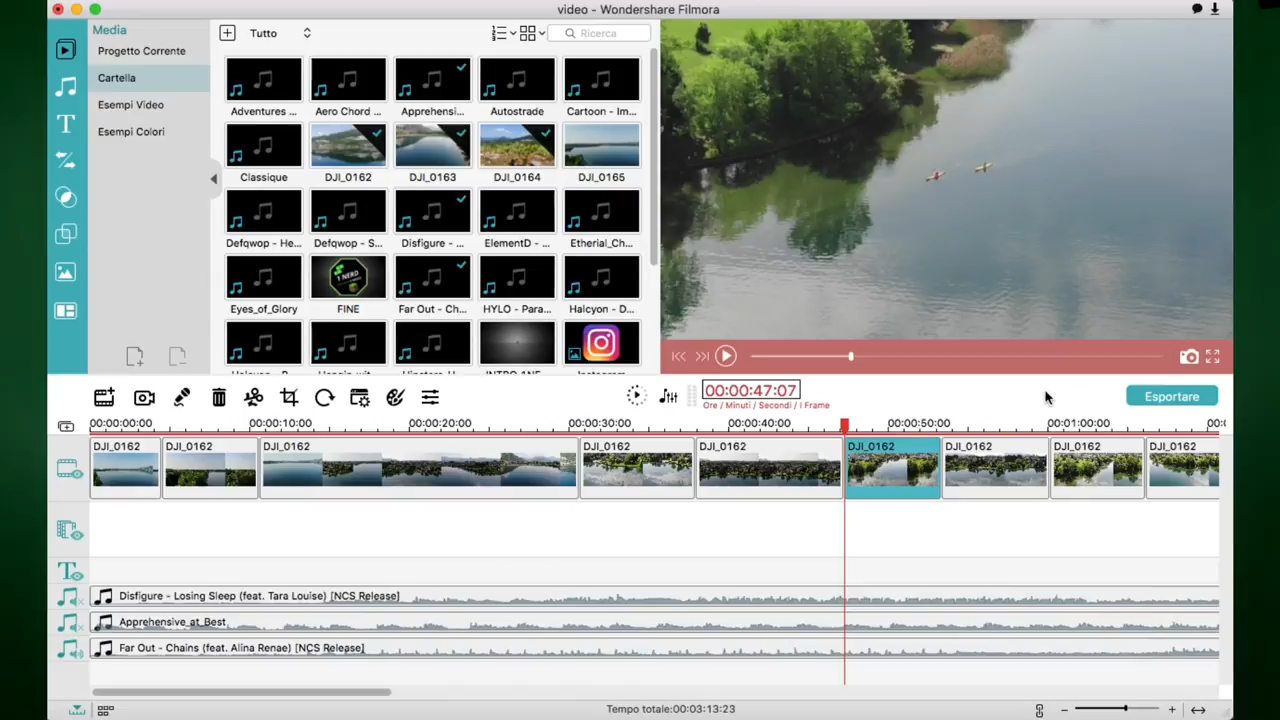 video - Wondershare Filmora
Media
Progetto Corrente
Cartella
Esempi Video
Esempi Colori
Tutto
Ricerca
Adventures ...
Aero Chord ...
Apprehensi...
Autostrade
Cartoon - Im...
Classique
DJI_0162
DJI_0163
DJI_0164
DJI_0165
Defqwop - He...
Defqwop - S...
Disfigure - ...
ElementD - ...
Etherial_Ch...
1 NERD
Eyes_of_Glory
FINE
Far Out - Ch...
HYLO - Para...
Halcyon - D...
00:00:47:07
Ore / Minuti / Secondi / I Frame
Esportare
00:00:00:00
00:00:10:00
00:00:20:00
00:00:30:00
00:00:40:00
00:00:50:00
00:01:00:00
00:0
DJI_0162
DJI_0162
DJI_0162
DJI_0162
DJI_0162
DJI_0162
DJI_0162
DJI_0162
DJI_0162
T
Disfigure - Losing Sleep (feat. Tara Louise) [NCS Release]
Apprehensive_at_Best
Far Out - Chains (feat. Alina Renae) [NCS Release]
Tempo totale:00:03:13:23